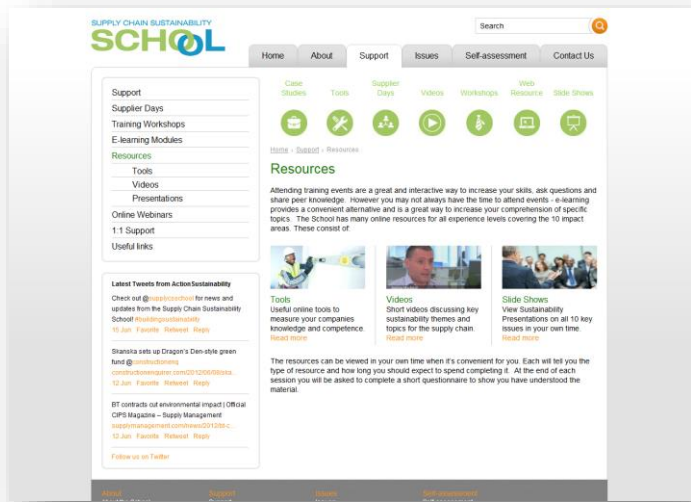 SUPPLY CHAIN SUSTAINABILITY
SCHOOL
Search
Home About Support Issues Self-assessment Contact Us
Support
Supplier Days
Training Workshops
E-learning Modules
Resources
Tools
Videos
Presentations
Online Webinars
1:1 Support
Useful links
Case Studies
Tools
Supplier Days
Videos
Workshops
Web Resource
Slide Shows
Home > Support > Resources
Resources
Attending training events are a great and interactive way to increase your skills, ask questions and
share peer knowledge. However you may not always have the time to attend events - e-learning
provides a convenient alternative and is a great way to increase your comprehension of specific
topics. The School has many online resources for all experience levels covering the 10 impact
areas. These consist of:
Tools
Useful online tools to
measure your companies
knowledge and competence.
Read more
Videos
Short videos discussing key
sustainability themes and
topics for the supply chain.
Read more
Slide Shows
View Sustainability
Presentations on all 10 key
issues in your own time.
Read more
The resources can be viewed in your own time when it's convenient for you. Each will tell you the
type of resource and how long you should expect to spend completing it. At the end of each
session you will be asked to complete a short questionnaire to show you have understood the
material.
Latest Tweets from ActionSustainability
Check out @supplycsschool for news and
updates from the Supply Chain Sustainability
School! #buildingsustainability
Favorite Retweet Reply
Skanska sets up Dragon's Den-style green
fund @constructionenq
12 Jun Favorite Retweet Reply
BT contracts cut environmental impact | Official
CIPS Magazine – Supply Management
supplymanagement.com/news/2012/bt-c...
12 Jun Favorite Retweet Reply
Follow us on Twitter
About Support Issues Self-assessment